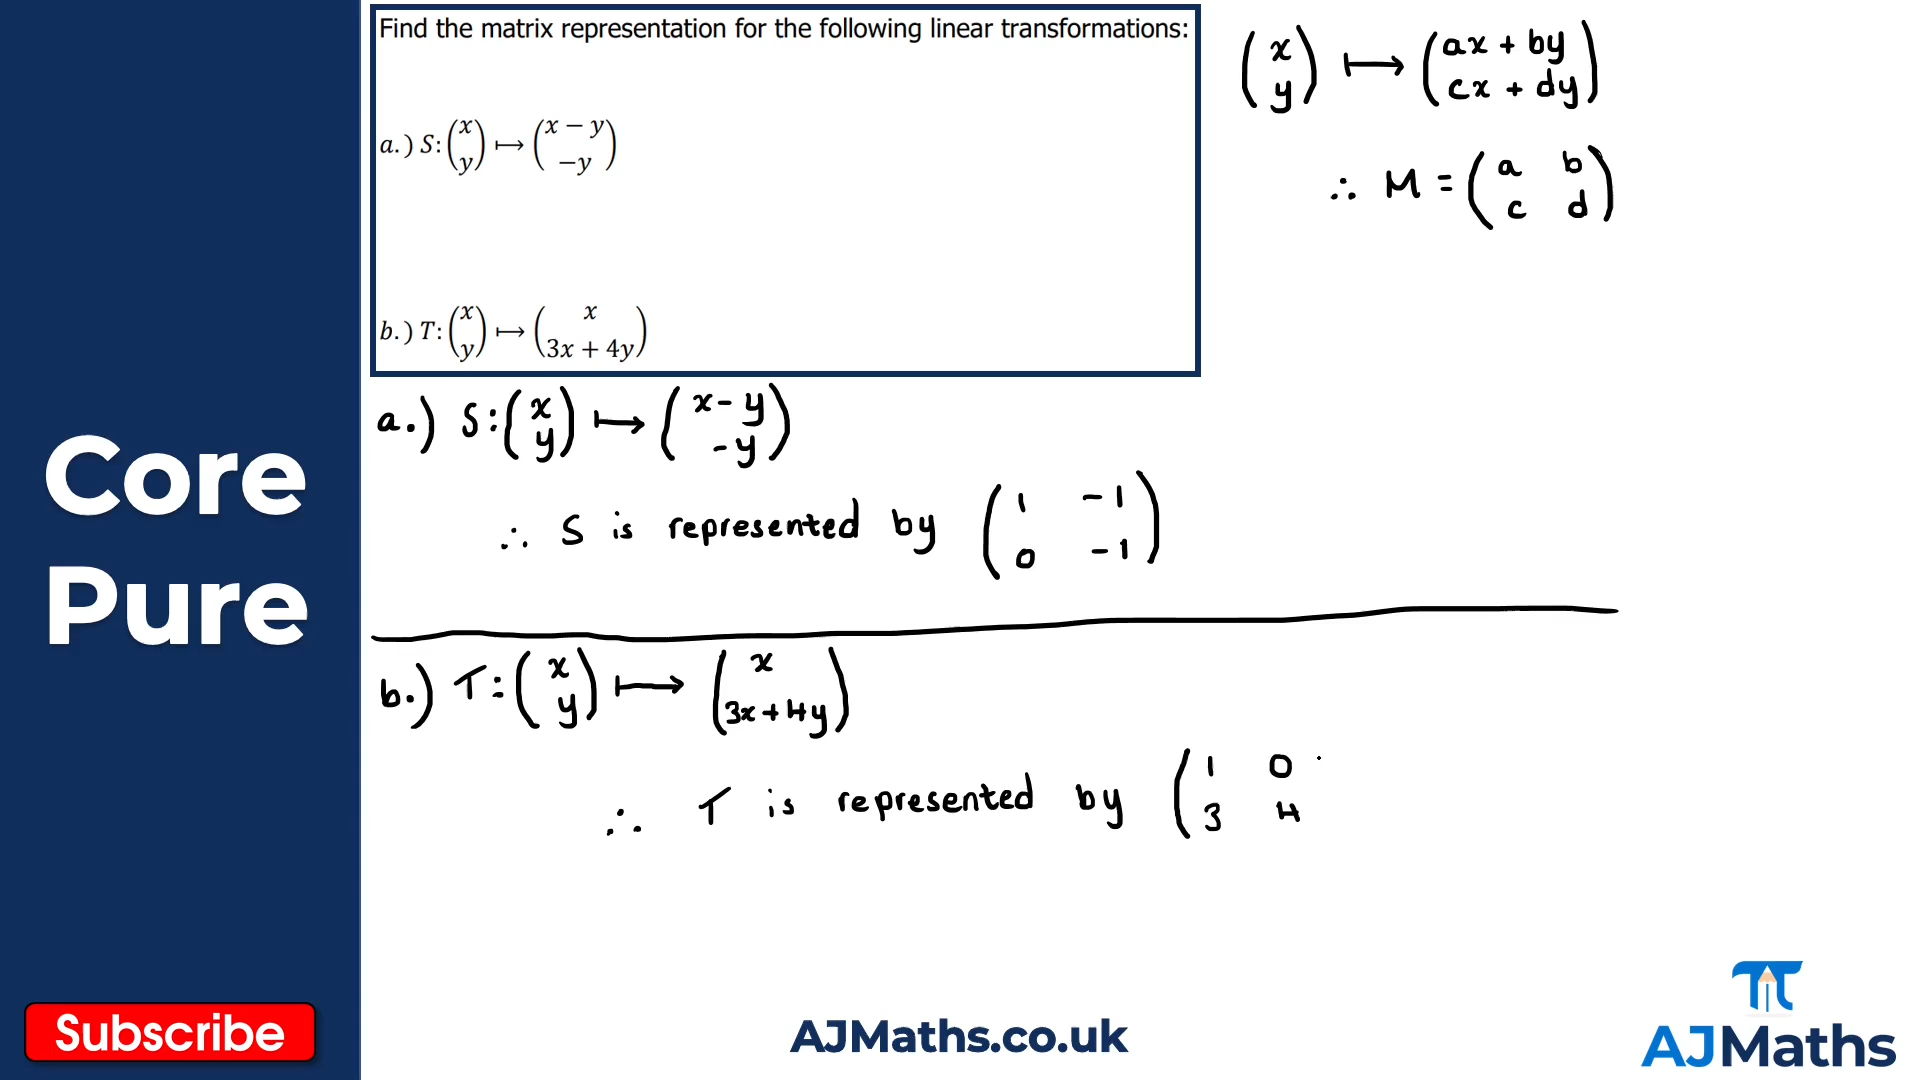 Core
Pure
Subscribe
Find the matrix representation for the following linear transformations:
a.) S: (x y) ↦ (x − y −y)
b.) T: (x y) ↦ (x 3x + 4y)
(x y) ↦ (ax + by cx + dy)
∴ M = (a b c d)
a.) S: (x y) ↦ (x - y -y)
∴ S is represented by (1 -1 0 -1)
b.) T: (x y) ↦ (x 3x + 4y)
∴ T is represented by (1 0 3 4
AJMaths.co.uk
AJMaths